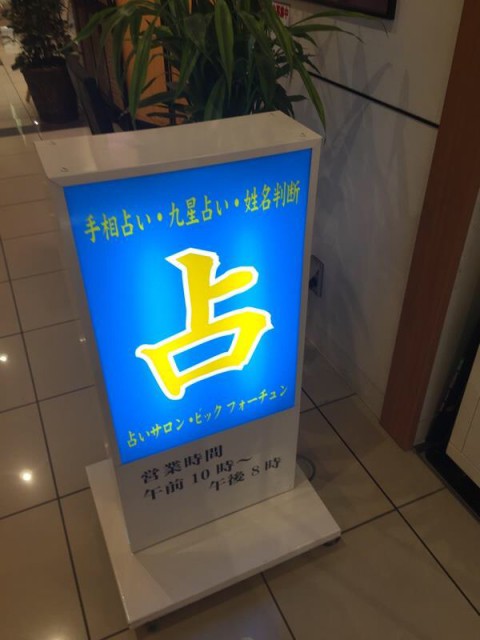 手相占い・九星占い・姓名判断
占
占いサロン・ビックフォーチュン
営業時間
午前10時～
午後8時